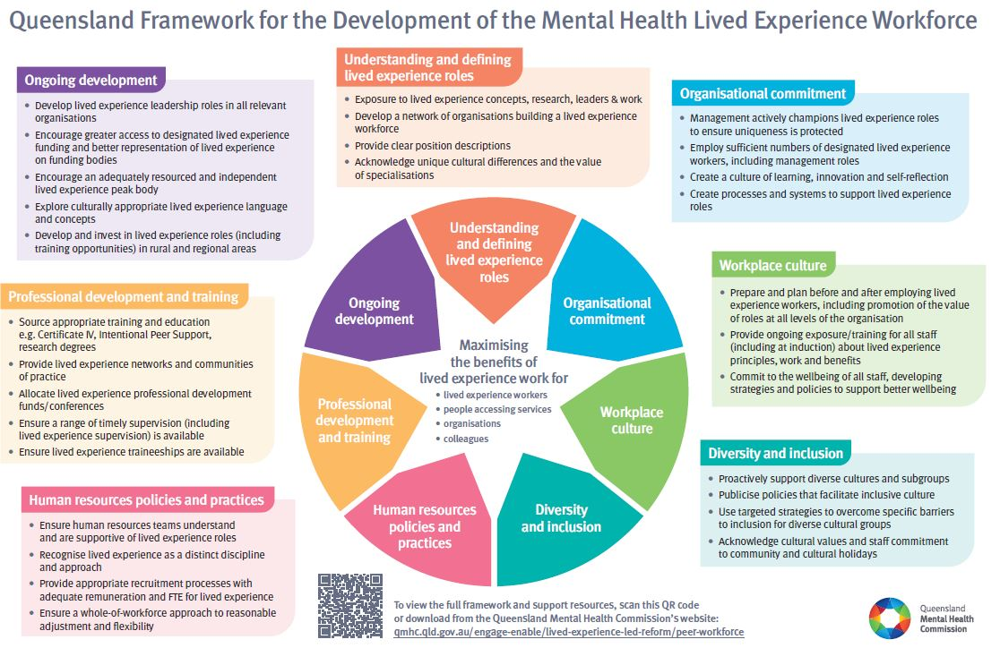 Queensland Framework for the Development of the Mental Health Lived Experience Workforce
Understanding and defining
lived experience roles
• Exposure to lived experience concepts, research, leaders & work
• Develop a network of organisations building a lived experience
workforce
• Provide clear position descriptions
• Acknowledge unique cultural differences and the value
of specialisations
Organisational commitment
• Management actively champions lived experience roles
to ensure uniqueness is protected
• Employ sufficient numbers of designated lived experience
workers, including management roles
• Create a culture of learning, innovation and self-reflection
• Create processes and systems to support lived experience
roles
Workplace culture
• Prepare and plan before and after employing lived
experience workers, including promotion of the value
of roles at all levels of the organisation
• Provide ongoing exposure/training for all staff
(including at induction) about lived experience
principles, work and benefits
• Commit to the wellbeing of all staff, developing
strategies and policies to support better wellbeing
Diversity and inclusion
• Proactively support diverse cultures and subgroups
• Publicise policies that facilitate inclusive culture
• Use targeted strategies to overcome specific barriers
to inclusion for diverse cultural groups
• Acknowledge cultural values and staff commitment
to community and cultural holidays
Human resources policies and practices
• Ensure human resources teams understand
and are supportive of lived experience roles
• Recognise lived experience as a distinct discipline
and approach
• Provide appropriate recruitment processes with
adequate remuneration and FTE for lived experience
• Ensure a whole-of-workforce approach to reasonable
adjustment and flexibility
Professional development and training
• Source appropriate training and education
e.g. Certificate IV, Intentional Peer Support,
research degrees
• Provide lived experience networks and communities
of practice
• Allocate lived experience professional development
funds/conferences
• Ensure a range of timely supervision (including
lived experience supervision) is available
• Ensure lived experience traineeships are available
Ongoing development
• Develop lived experience leadership roles in all relevant
organisations
• Encourage greater access to designated lived experience
funding and better representation of lived experience
on funding bodies
• Encourage an adequately resourced and independent
lived experience peak body
• Explore culturally appropriate lived experience language
and concepts
• Develop and invest in lived experience roles (including
training opportunities) in rural and regional areas
Understanding
and defining
lived experience
roles
Organisational
commitment
Workplace
culture
Diversity
and inclusion
Human resources
policies and
practices
Professional
development
and training
Ongoing
development
Maximising
the benefits of
lived experience work for
• lived experience workers
• people accessing services
• organisations
• colleagues
To view the full framework and support resources, scan this QR code
or download from the Queensland Mental Health Commission's website:
qmhc.qld.gov.au/engage-enable/lived-experience-led-reform/peer-workforce
Queensland
Mental Health
Commission